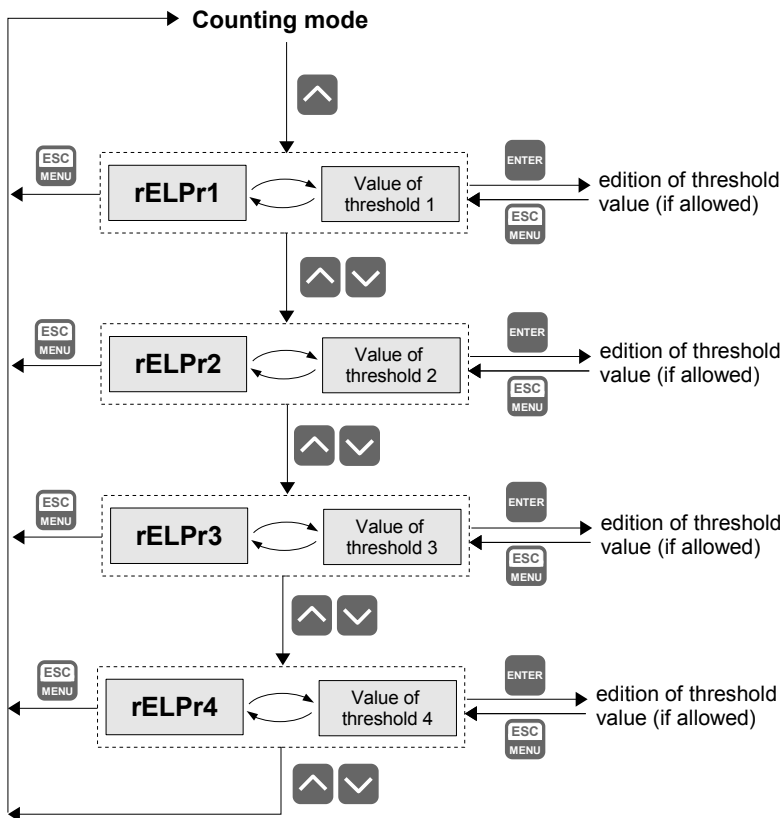 Counting mode
ESC
MENU
rELPr1
Value of
threshold 1
ENTER
ESC
MENU
edition of threshold
value (if allowed)
ESC
MENU
rELPr2
Value of
threshold 2
ENTER
ESC
MENU
edition of threshold
value (if allowed)
ESC
MENU
rELPr3
Value of
threshold 3
ENTER
ESC
MENU
edition of threshold
value (if allowed)
ESC
MENU
rELPr4
Value of
threshold 4
ENTER
ESC
MENU
edition of threshold
value (if allowed)